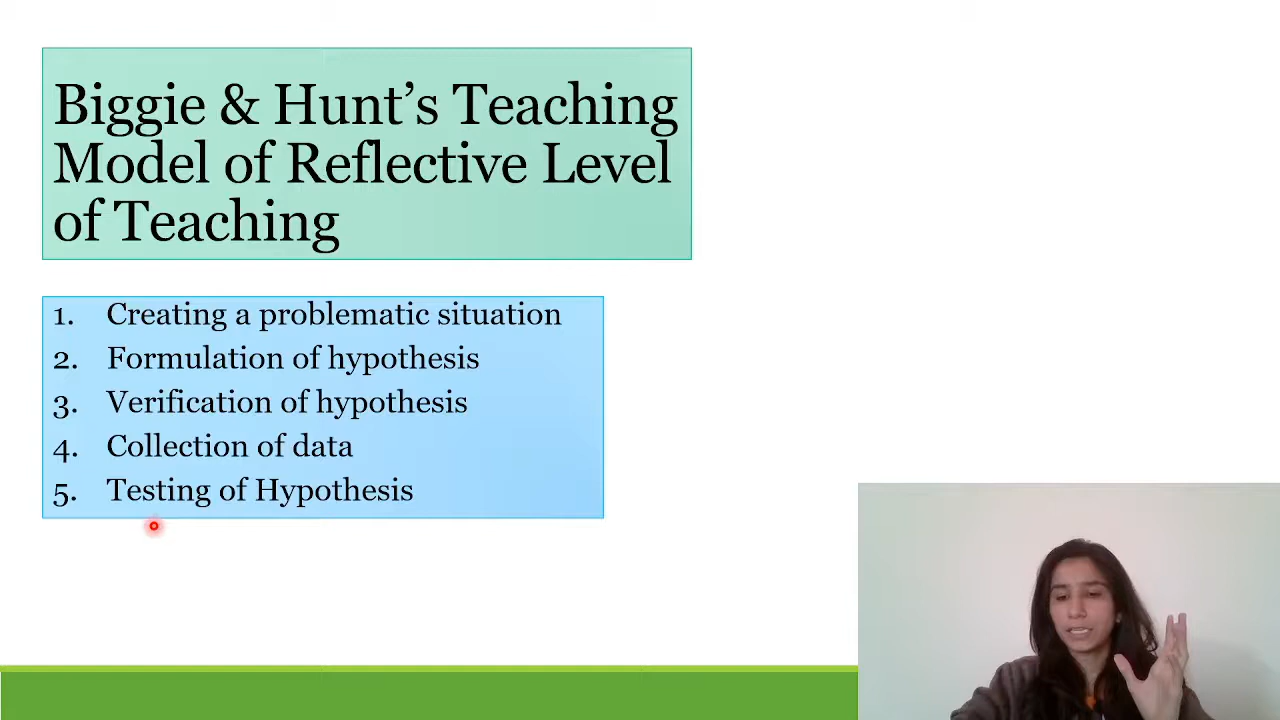 Biggie & Hunt’s Teaching
Model of Reflective Level
of Teaching
1. Creating a problematic situation
2. Formulation of hypothesis
3. Verification of hypothesis
4. Collection of data
5. Testing of Hypothesis